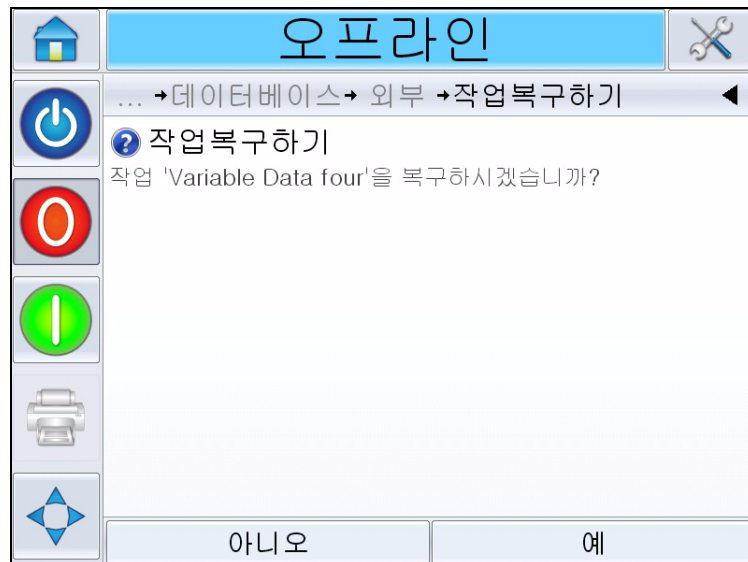 오프라인
... →데이터베이스→ 외부 →작업복구하기
작업복구하기
작업 'Variable Data four'을 복구하시겠습니까?
아니오
예